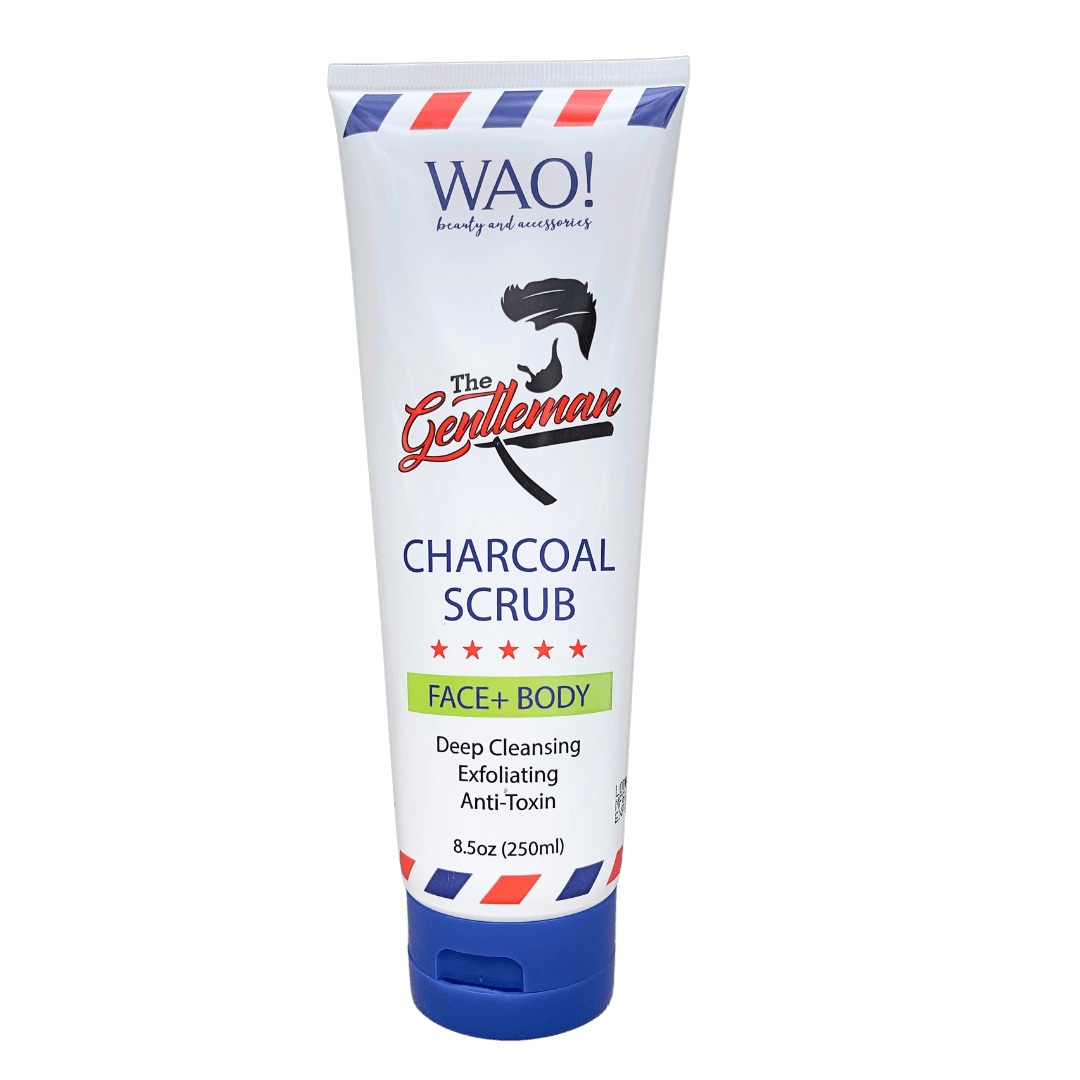 WAO!
beauty and accessories
The
Gentleman
CHARCOAL
SCRUB
FACE+ BODY
Deep Cleansing
Exfoliating
Anti-Toxin
8.5oz (250ml)